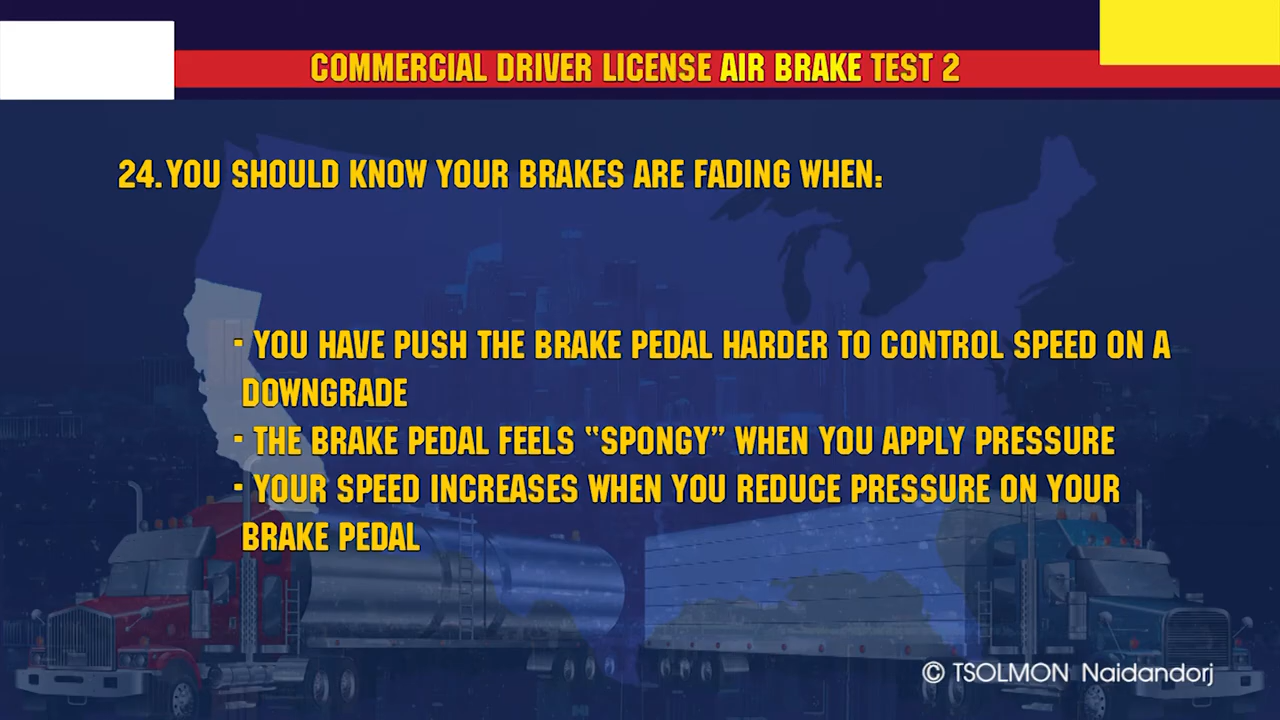 COMMERCIAL DRIVER LICENSE AIR BRAKE TEST 2
24. YOU SHOULD KNOW YOUR BRAKES ARE FADING WHEN:
- YOU HAVE PUSH THE BRAKE PEDAL HARDER TO CONTROL SPEED ON A
DOWNGRADE
- THE BRAKE PEDAL FEELS “SPONGY” WHEN YOU APPLY PRESSURE
- YOUR SPEED INCREASES WHEN YOU REDUCE PRESSURE ON YOUR
BRAKE PEDAL
© TSOLMON Naidandorj